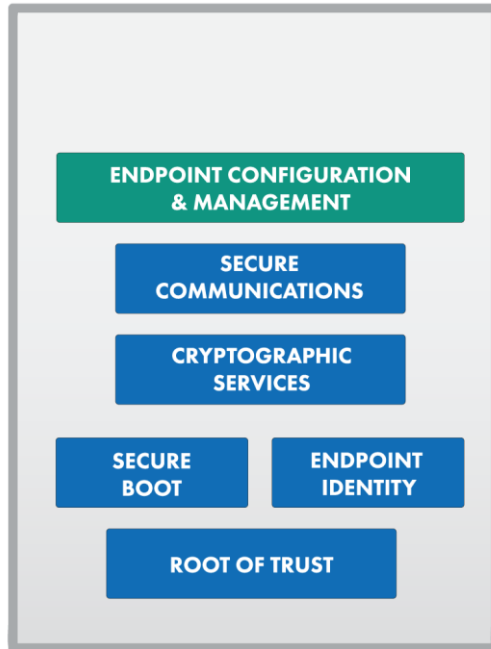 ENDPOINT CONFIGURATION
& MANAGEMENT
SECURE
COMMUNICATIONS
CRYPTOGRAPHIC
SERVICES
SECURE
BOOT
ENDPOINT
IDENTITY
ROOT OF TRUST